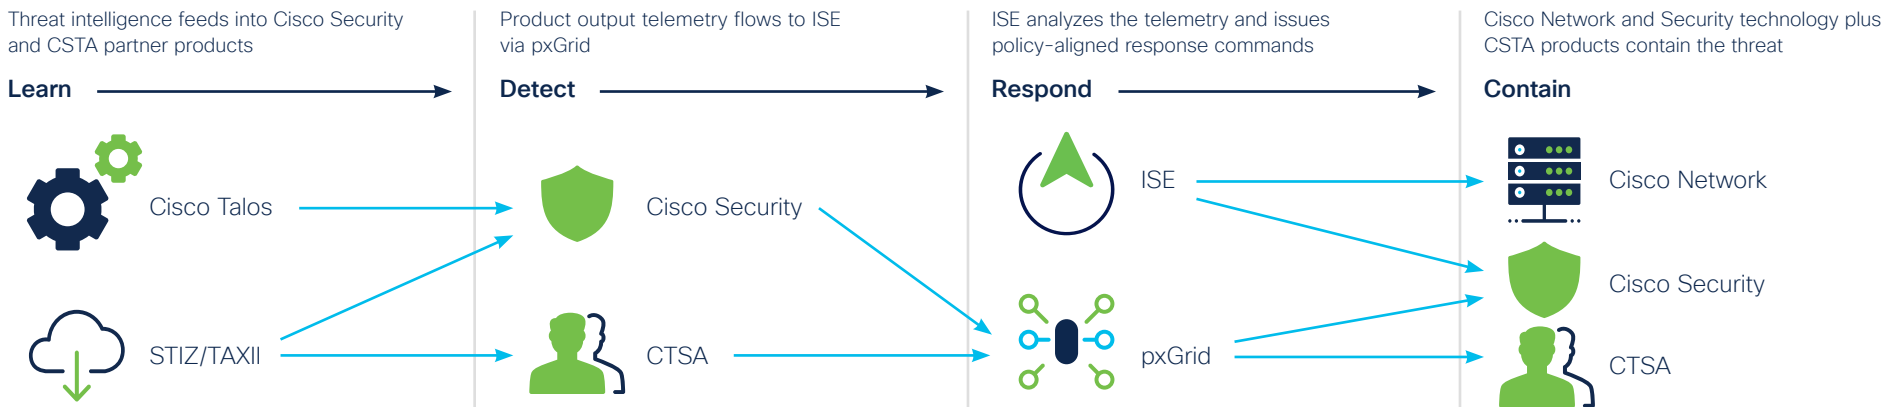 Threat intelligence feeds into Cisco Security
and CSTA partner products
Learn
Cisco Talos
STIZ/TAXII
Product output telemetry flows to ISE
via pxGrid
Detect
Cisco Security
CTSA
ISE analyzes the telemetry and issues
policy-aligned response commands
Respond
ISE
pxGrid
Cisco Network and Security technology plus
CSTA products contain the threat
Contain
Cisco Network
Cisco Security
CTSA